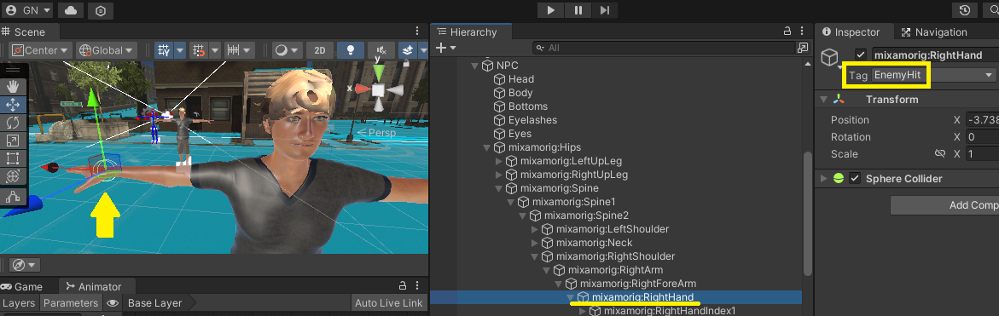 GN
Scene
Center
Global
2D
y
x
Persp
Game
Animator
Layers
Parameters
Base Layer
Auto Live Link
Hierarchy
All
NPC
Head
Body
Bottoms
Eyelashes
Eyes
mixamorig:Hips
mixamorig:LeftUpLeg
mixamorig:RightUpLeg
mixamorig:Spine
mixamorig:Spine1
mixamorig:Spine2
mixamorig:LeftShoulder
mixamorig:Neck
mixamorig:RightShoulder
mixamorig:RightArm
mixamorig:RightForeArm
mixamorig:RightHand
mixamorig:RightHandIndex1
Inspector
Navigation
mixamorig:RightHand
Tag EnemyHit
Transform
Position X -3.738
Rotation X 0
Scale X 1
Sphere Collider
Add Comp